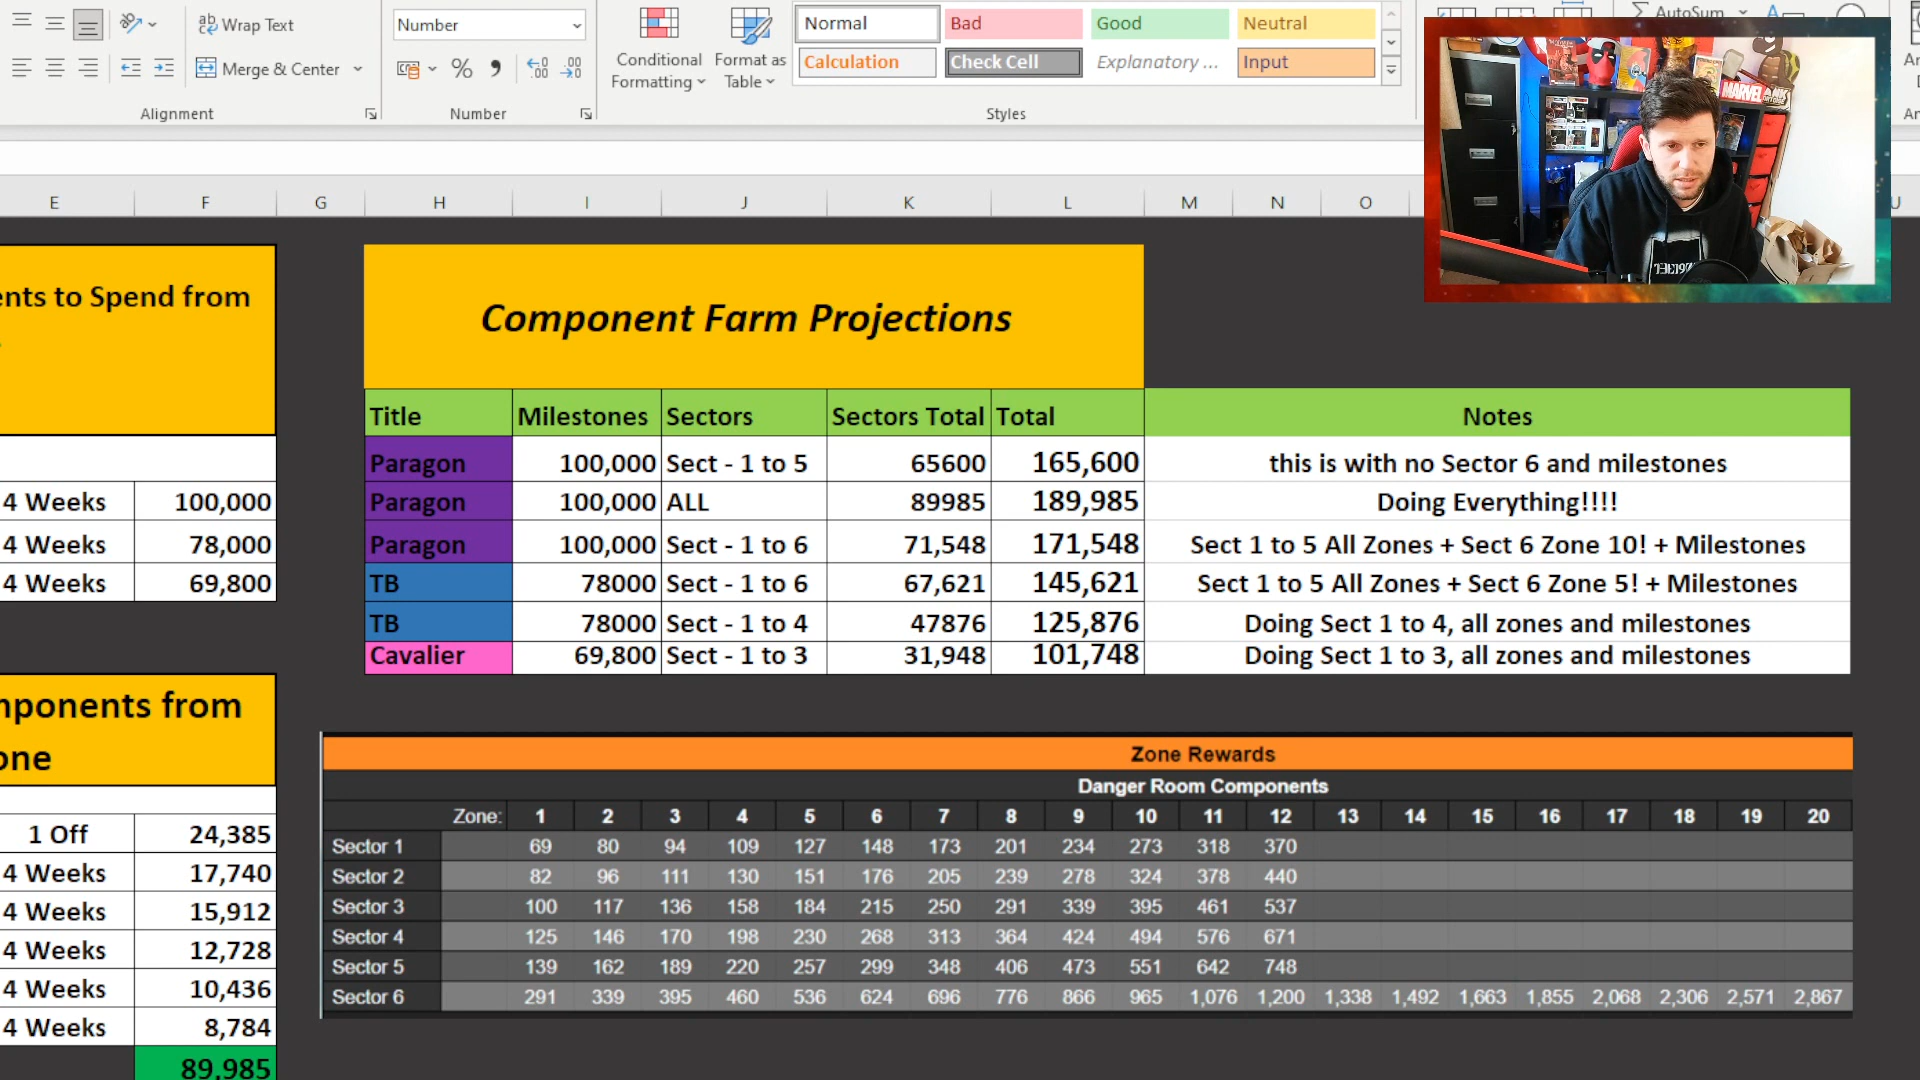 Wrap Text
Number
Normal
Bad
Good
Neutral
AutoSum
Merge & Center
Conditional Formatting
Format as Table
Calculation
Check Cell
Explanatory ...
Input
Alignment
Number
Styles
MARVEL
E F G H I J K L M N O U
ents to Spend from
Component Farm Projections
Title Milestones Sectors Sectors Total Total Notes
Paragon 100,000 Sect - 1 to 5 65600 165,600 this is with no Sector 6 and milestones
4 Weeks 100,000 Paragon 100,000 ALL 89985 189,985 Doing Everything!!!!
4 Weeks 78,000 Paragon 100,000 Sect - 1 to 6 71,548 171,548 Sect 1 to 5 All Zones + Sect 6 Zone 10! + Milestones
4 Weeks 69,800 TB 78000 Sect - 1 to 6 67,621 145,621 Sect 1 to 5 All Zones + Sect 6 Zone 5! + Milestones
TB 78000 Sect - 1 to 4 47876 125,876 Doing Sect 1 to 4, all zones and milestones
Cavalier 69,800 Sect - 1 to 3 31,948 101,748 Doing Sect 1 to 3, all zones and milestones
mponents from
one
1 Off 24,385
4 Weeks 17,740
4 Weeks 15,912
4 Weeks 12,728
4 Weeks 10,436
4 Weeks 8,784
89,985
Zone Rewards
Danger Room Components
Zone: 1 2 3 4 5 6 7 8 9 10 11 12 13 14 15 16 17 18 19 20
Sector 1 69 80 94 109 127 148 173 201 234 273 318 370
Sector 2 82 96 111 130 151 176 205 239 278 324 378 440
Sector 3 100 117 136 158 184 215 250 291 339 395 461 537
Sector 4 125 146 170 198 230 268 313 364 424 494 576 671
Sector 5 139 162 189 220 257 299 348 406 473 551 642 748
Sector 6 291 339 395 460 536 624 696 776 866 965 1,076 1,200 1,338 1,492 1,663 1,855 2,068 2,306 2,571 2,867